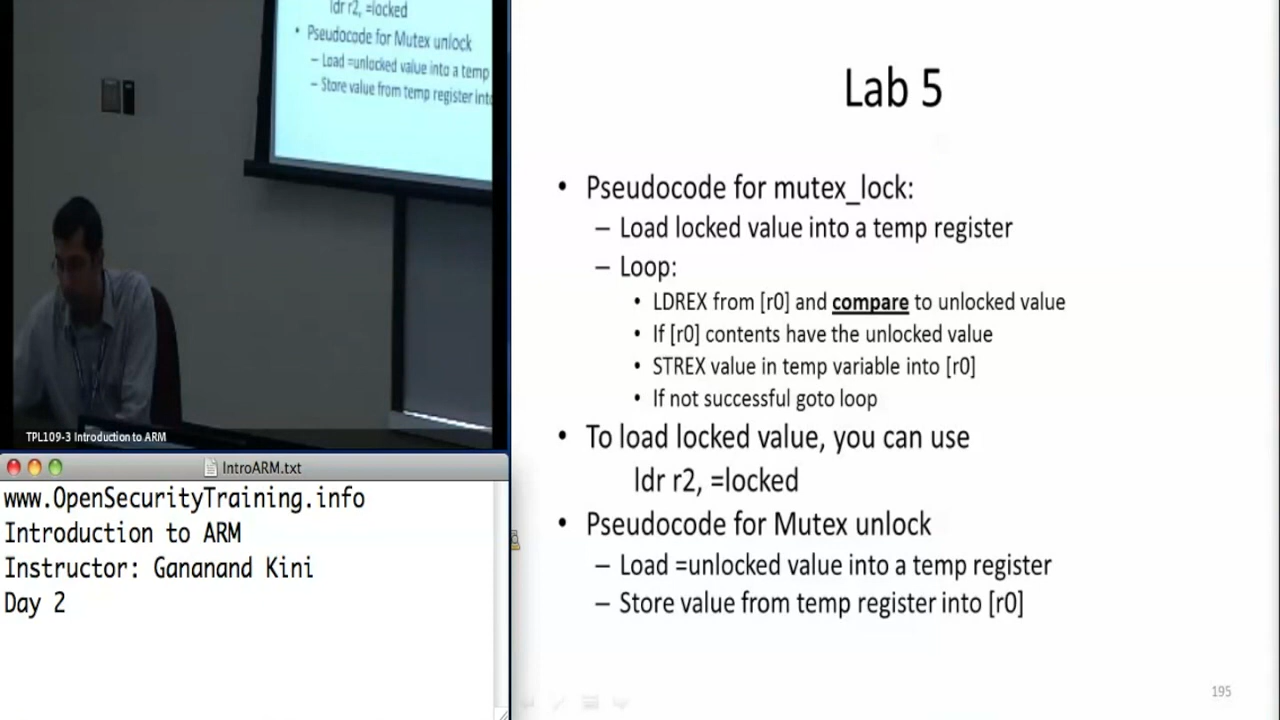 ldr r2, =locked
• Pseudocode for Mutex unlock
– Load =unlocked value into a temp
– Store value from temp register into
TPL109-3 Introduction to ARM
IntroARM.txt
www.OpenSecurityTraining.info
Introduction to ARM
Instructor: Gananand Kini
Day 2
Lab 5
• Pseudocode for mutex_lock:
– Load locked value into a temp register
– Loop:
• LDREX from [r0] and compare to unlocked value
• If [r0] contents have the unlocked value
• STREX value in temp variable into [r0]
• If not successful goto loop
• To load locked value, you can use
ldr r2, =locked
• Pseudocode for Mutex unlock
– Load =unlocked value into a temp register
– Store value from temp register into [r0]
195